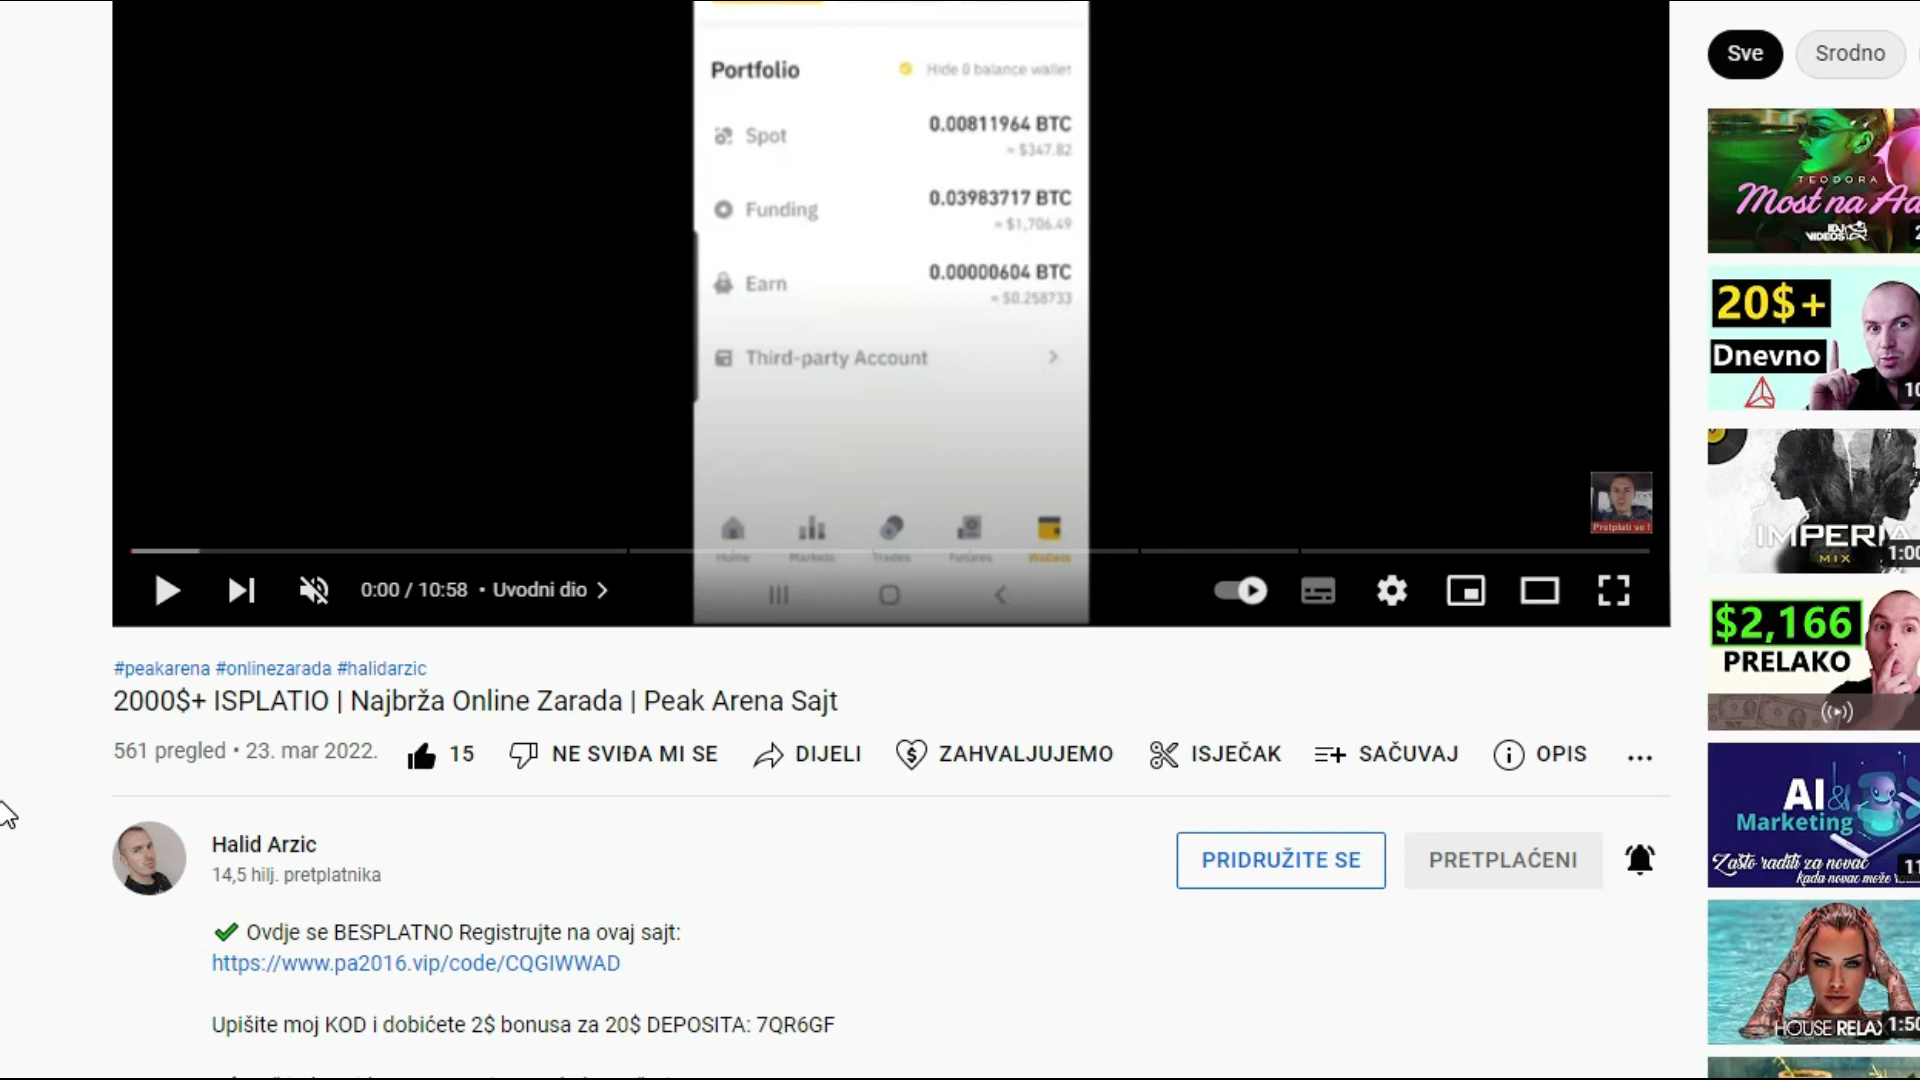 Portfolio
Hide 0 balance wallet
Spot
0.00811964 BTC
≈ $347.82
Funding
0.03983717 BTC
≈ $1,706.49
Earn
0.00000604 BTC
≈ $0.258733
Third-party Account
Home Markets Trades Futures Wallets
Pretplati se !
0:00 / 10:58 • Uvodni dio
#peakarena #onlinezarada #halidarzic
2000$+ ISPLATIO | Najbrža Online Zarada | Peak Arena Sajt
561 pregled • 23. mar 2022.
15
NE SVIĐA MI SE
DIJELI
ZAHVALJUJEMO
ISJEČAK
SAČUVAJ
OPIS
Halid Arzic
14,5 hilj. pretplatnika
PRIDRUŽITE SE
PRETPLAĆENI
Ovdje se BESPLATNO Registrujte na ovaj sajt:
https://www.pa2016.vip/code/CQGIWWAD
Upišite moj KOD i dobićete 2$ bonusa za 20$ DEPOSITA: 7QR6GF
Sve
Srodno
TEODORA
Most na
IDJ
VIDEOS
20$+
Dnevno
10
MIX
1:00
$2,166
PRELAKO
AI &
Marketing
Zašto raditi za novac
kada novac može
11
HOUSE
1:50